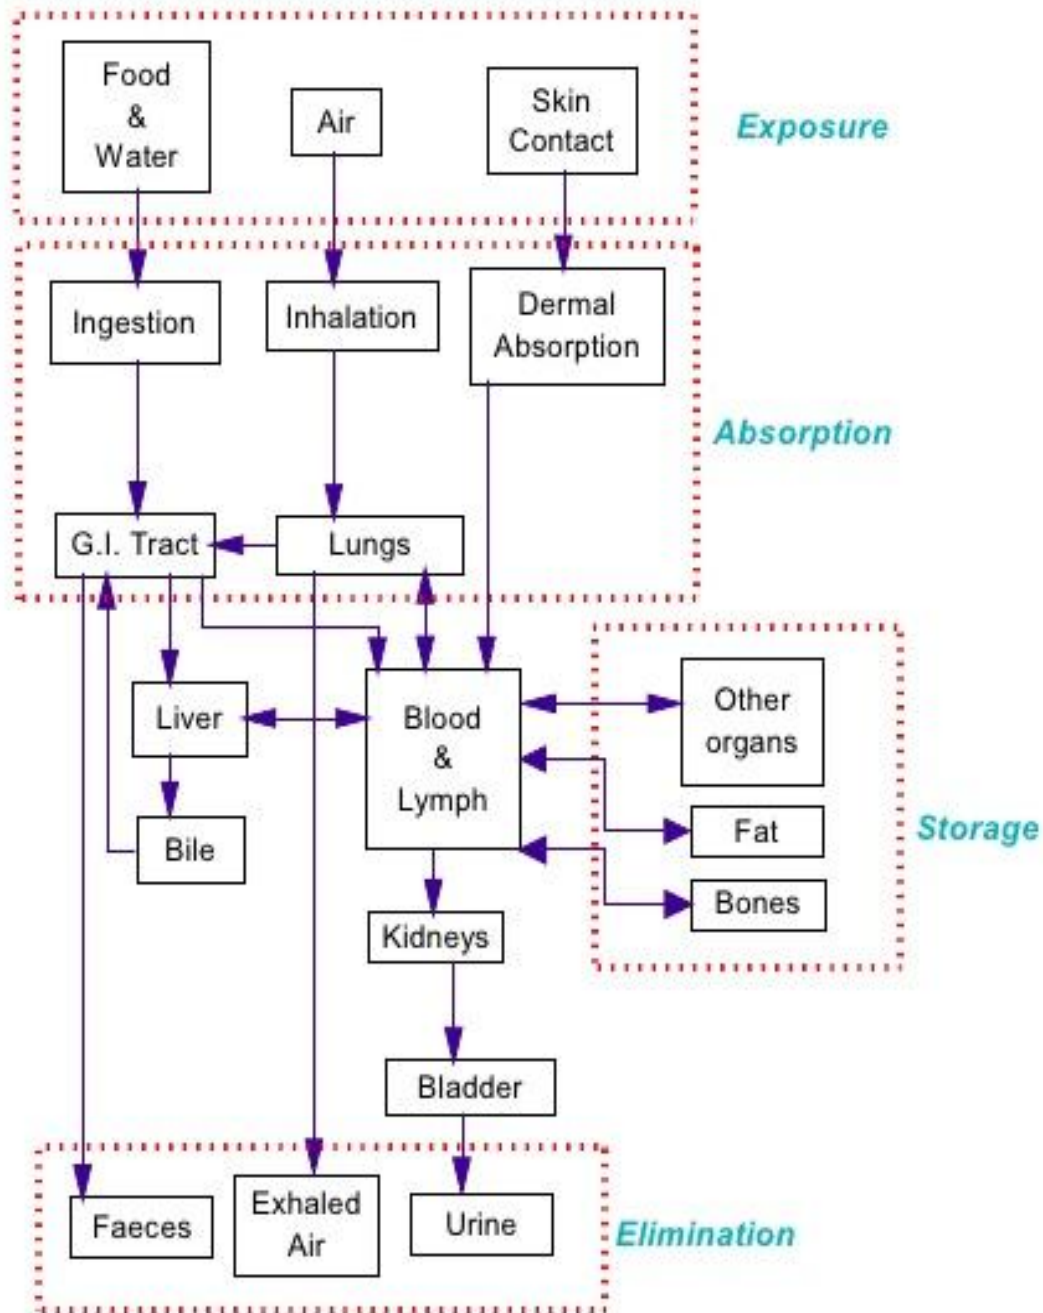 Food
&
Water
Air
Skin
Contact
Exposure
Ingestion
Inhalation
Dermal
Absorption
Absorption
G.I. Tract
Lungs
Liver
Blood
&
Lymph
Other
organs
Bile
Fat
Storage
Bones
Kidneys
Bladder
Faeces
Exhaled
Air
Urine
Elimination